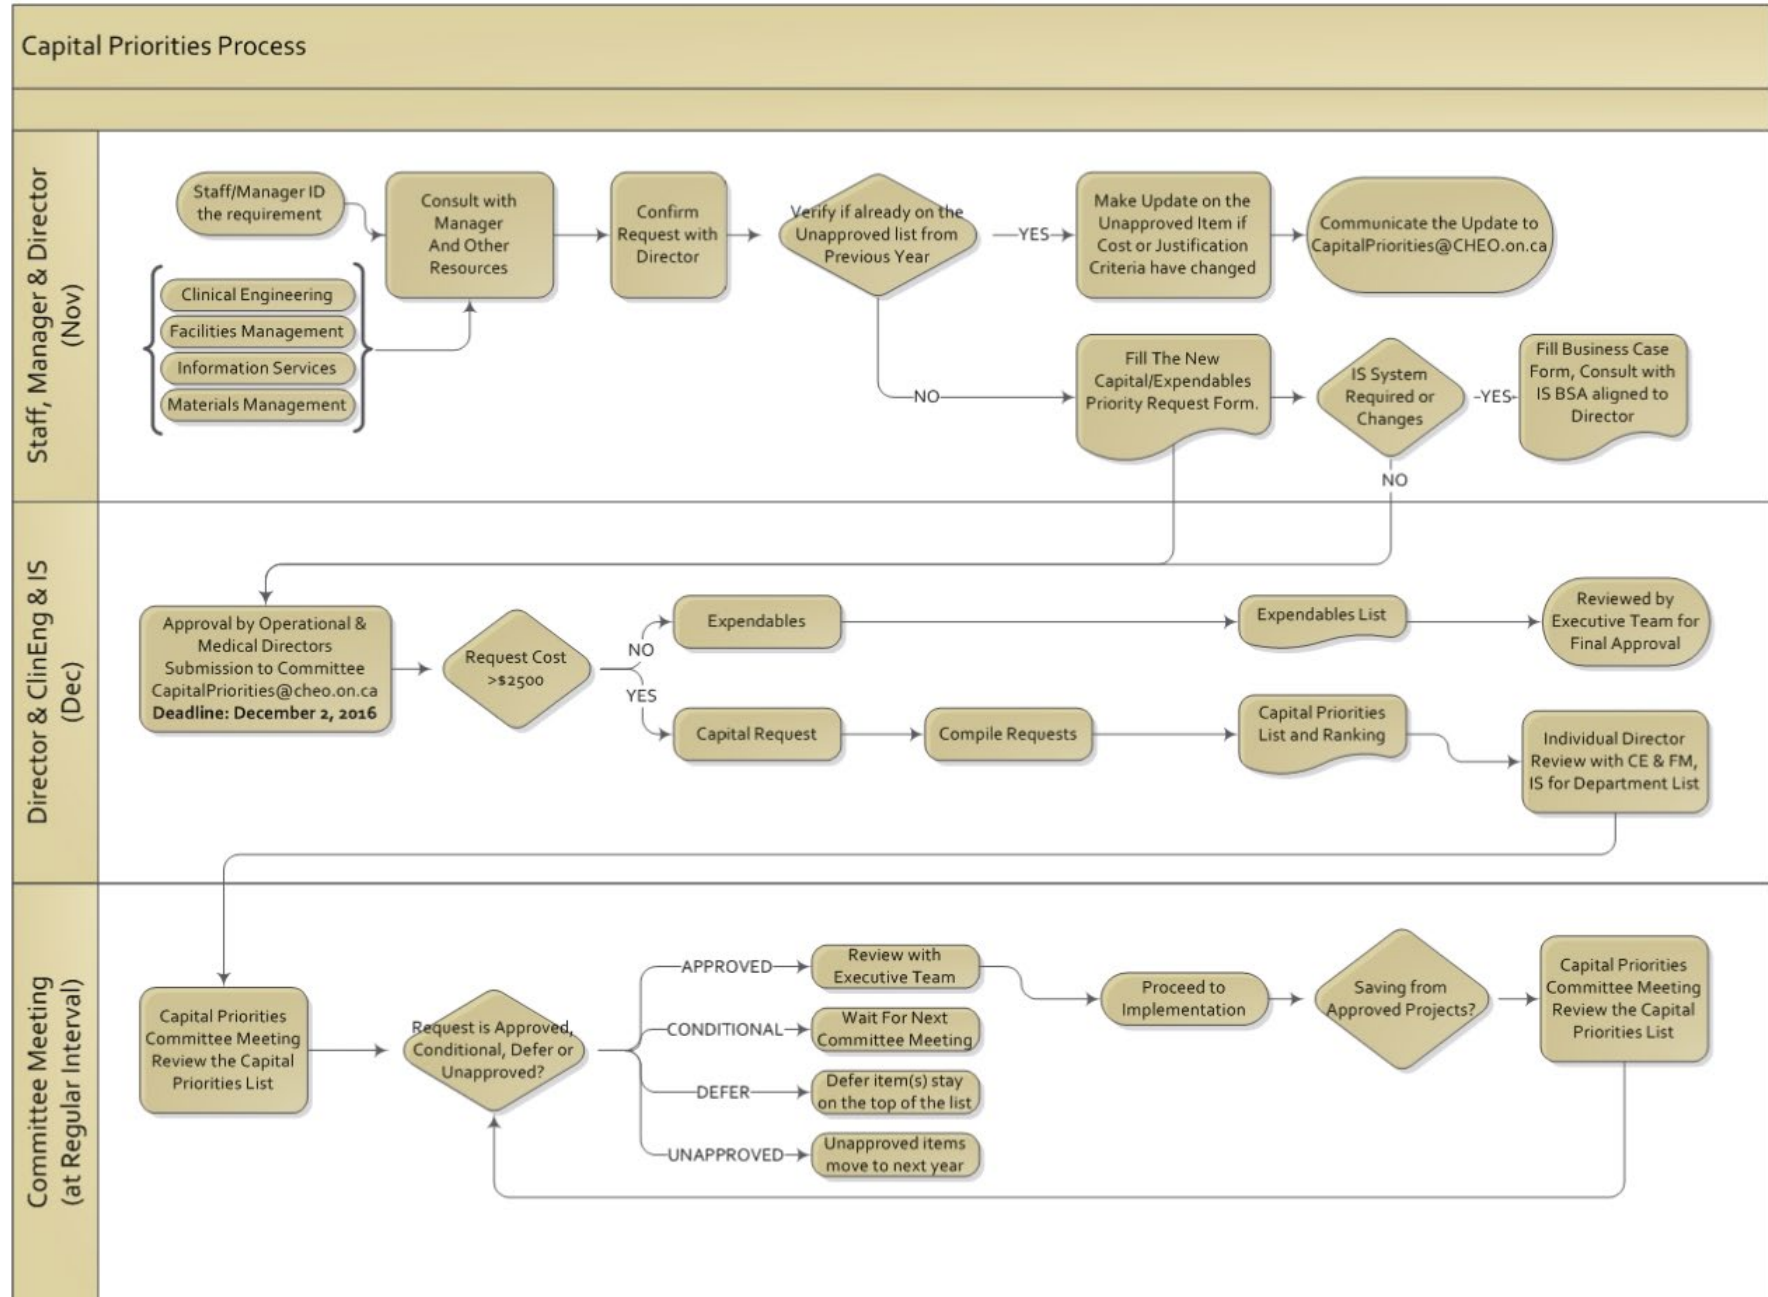 Capital Priorities Process
Staff, Manager & Director
(Nov)
Staff/Manager ID
the requirement
Clinical Engineering
Facilities Management
Information Services
Materials Management
Consult with
Manager
And Other
Resources
Confirm
Request with
Director
Verify if already on the
Unapproved list from
Previous Year
YES
Make Update on the
Unapproved Item if
Cost or Justification
Criteria have changed
Communicate the Update to
CapitalPriorities@CHEO.on.ca
NO
Fill The New
Capital/Expendables
Priority Request Form.
IS System
Required or
Changes
YES
Fill Business Case
Form, Consult with
IS BSA aligned to
Director
NO
Director & ClinEng & IS
(Dec)
Approval by Operational &
Medical Directors
Submission to Committee
CapitalPriorities@cheo.on.ca
Deadline: December 2, 2016
Request Cost
>$2500
NO
Expendables
Expendables List
Reviewed by
Executive Team for
Final Approval
YES
Capital Request
Compile Requests
Capital Priorities
List and Ranking
Individual Director
Review with CE & FM,
IS for Department List
Committee Meeting
(at Regular Interval)
Capital Priorities
Committee Meeting
Review the Capital
Priorities List
Request is Approved,
Conditional, Defer or
Unapproved?
APPROVED
Review with
Executive Team
CONDITIONAL
Wait For Next
Committee Meeting
DEFER
Defer item(s) stay
on the top of the list
UNAPPROVED
Unapproved items
move to next year
Proceed to
Implementation
Saving from
Approved Projects?
Capital Priorities
Committee Meeting
Review the Capital
Priorities List